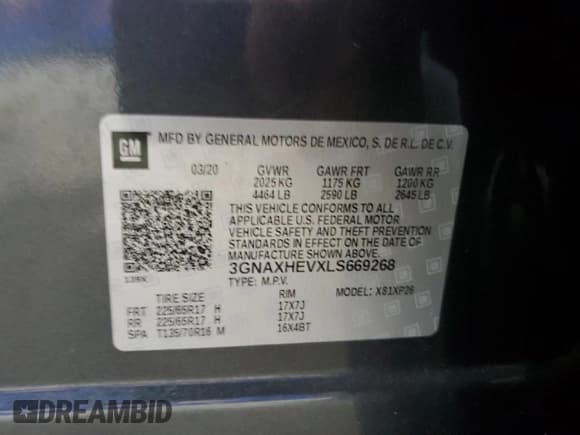 GM
MFD BY GENERAL MOTORS DE MEXICO, S. DE R.L. DE C.V.
03/20 GVWR GAWR FRT GAWR RR
2025 KG 1175 KG 1200 KG
4464 LB 2590 LB 2645 LB
THIS VEHICLE CONFORMS TO ALL
APPLICABLE U.S. FEDERAL MOTOR
VEHICLE SAFETY AND THEFT PREVENTION
STANDARDS IN EFFECT ON THE DATE OF
MANUFACTURE SHOWN ABOVE.
3GNAXHEVXLS669268
TYPE: M.P.V. MODEL: XS1XP26
TIRE SIZE RIM
FRT 225/65R17 H 17X7J
RR 225/65R17 H 17X7J
SPA T135/70R16 M 16X4BT
DREAMBID